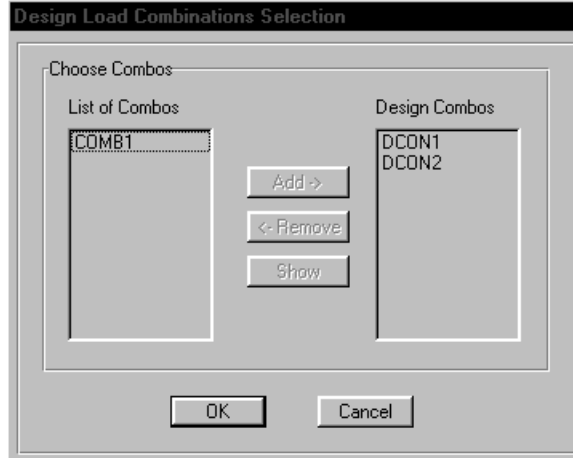 Design Load Combinations Selection
Choose Combos
List of Combos
Design Combos
COMB1
DCON1
DCON2
Add ->
<- Remove
Show
OK
Cancel